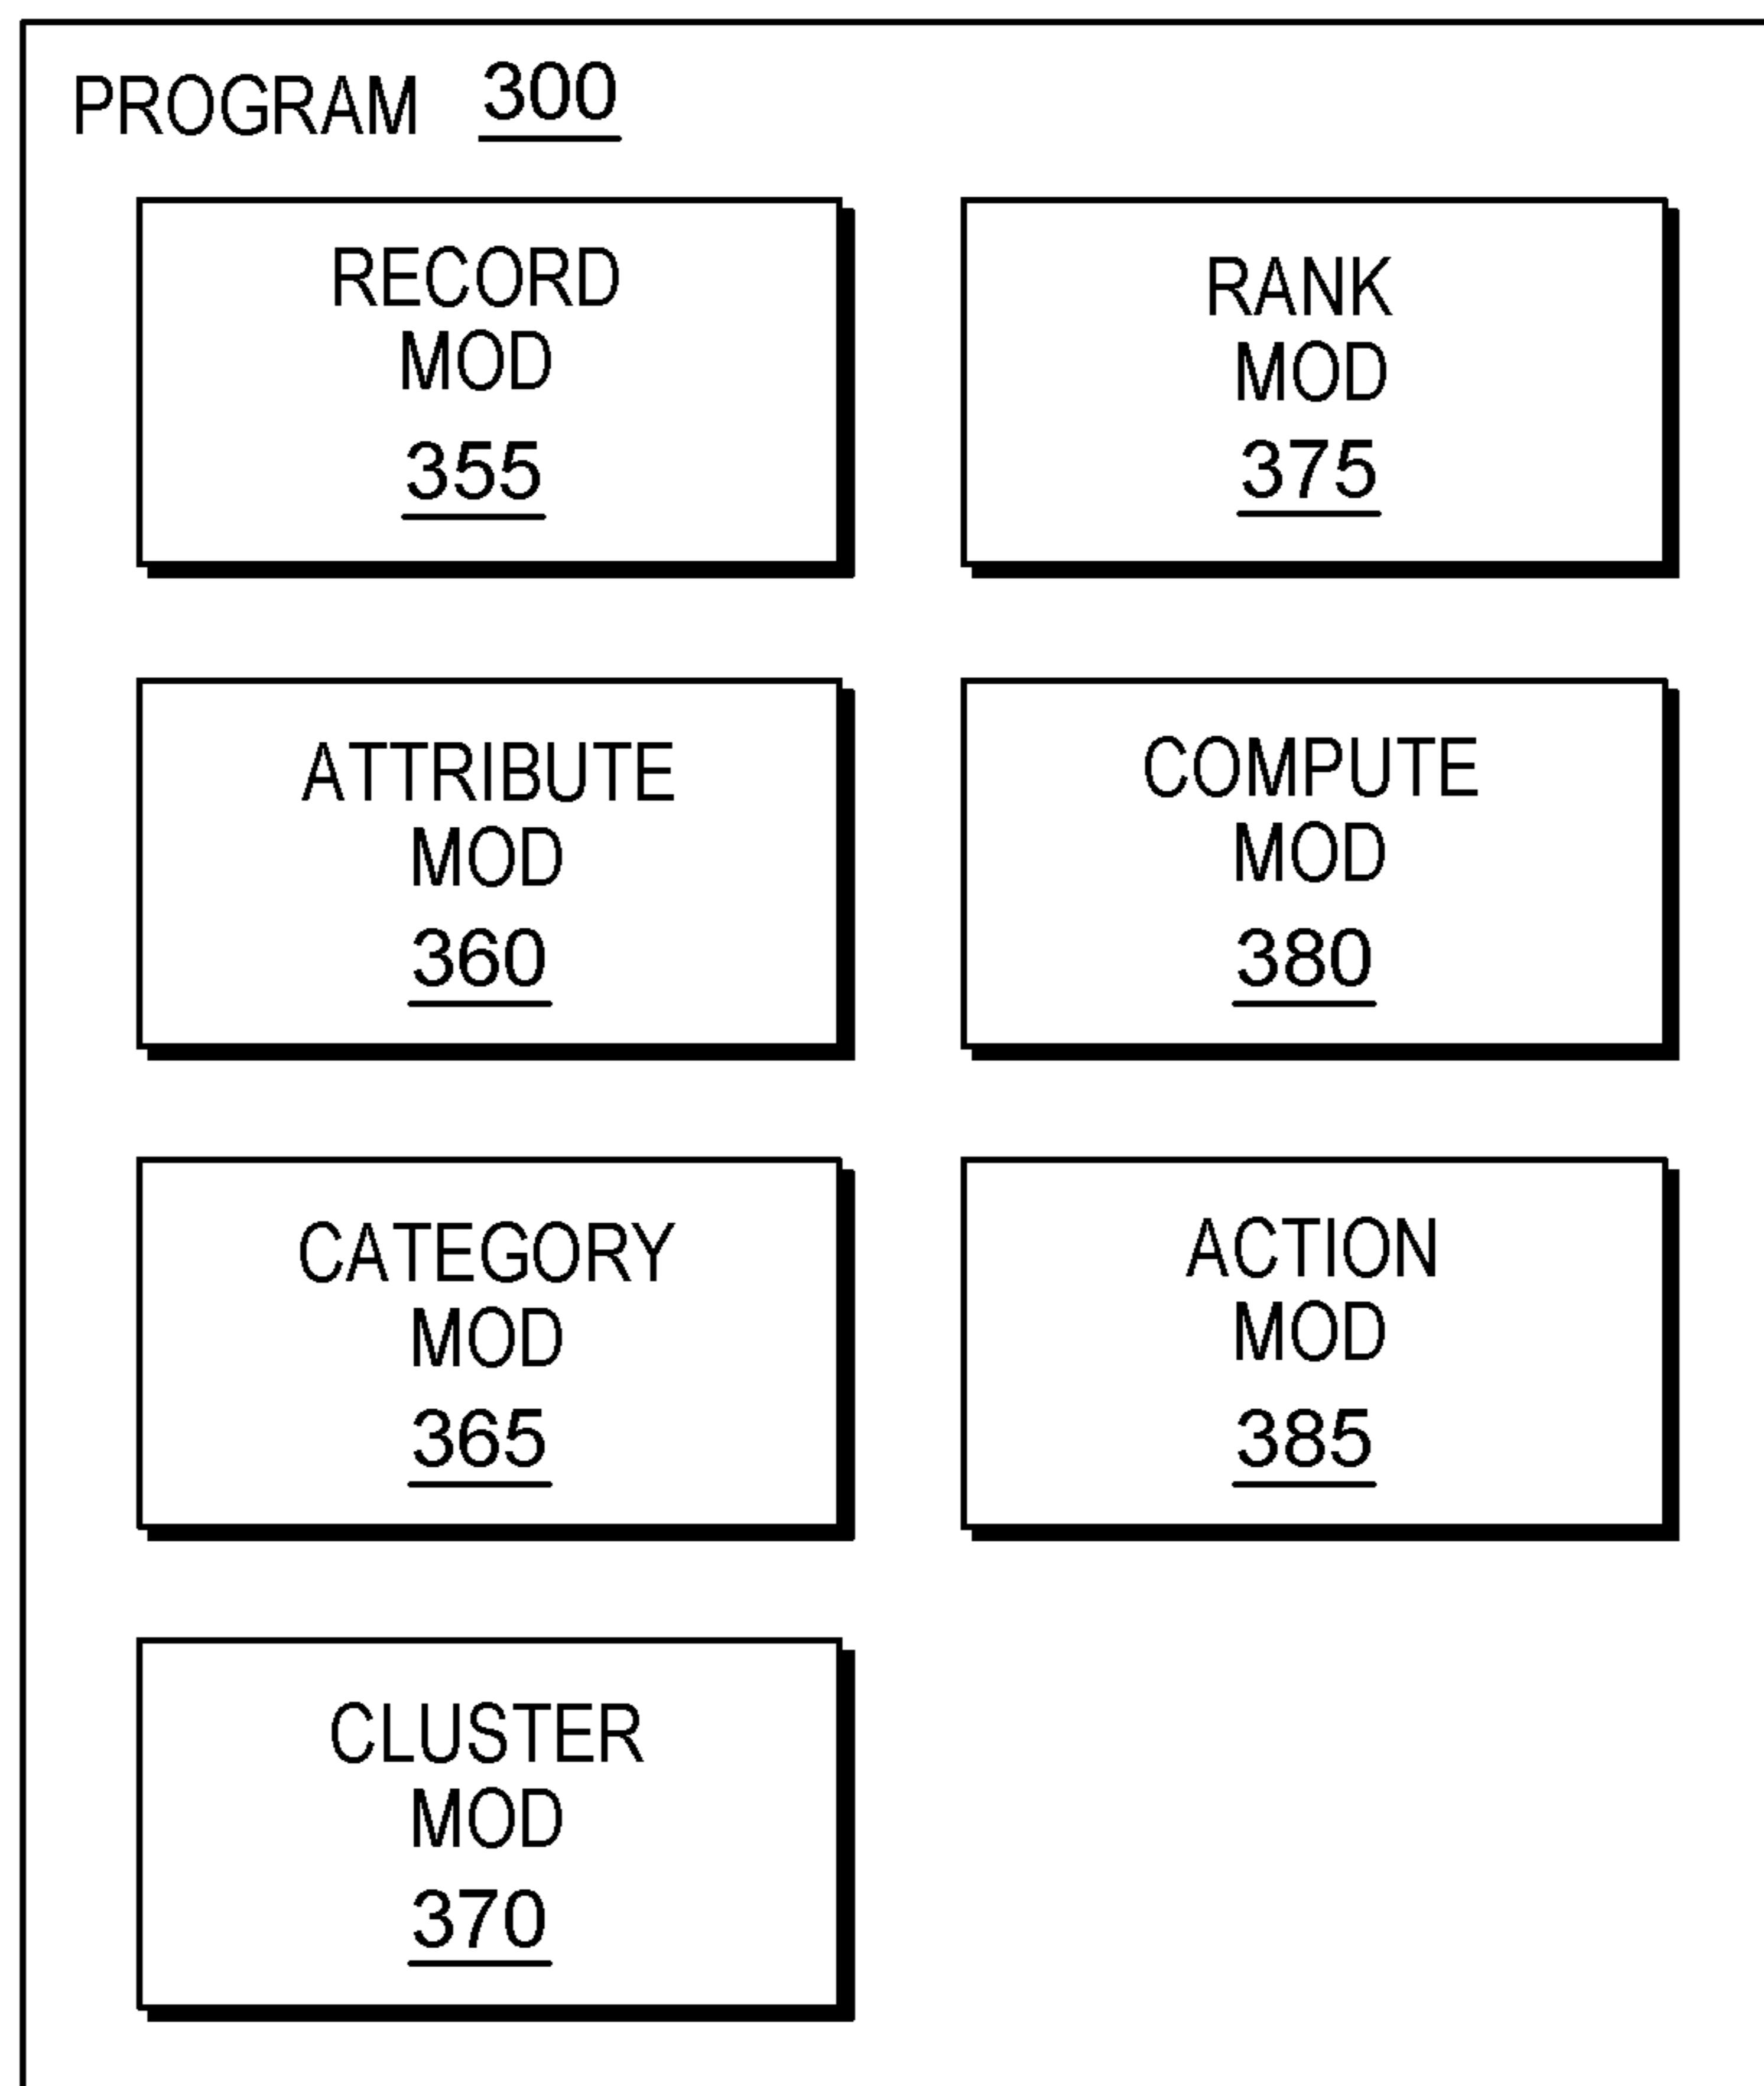 PROGRAM 300
RECORD
MOD
355
ATTRIBUTE
MOD
360
CATEGORY
MOD
365
CLUSTER
MOD
370
RANK
MOD
375
COMPUTE
MOD
380
ACTION
MOD
385